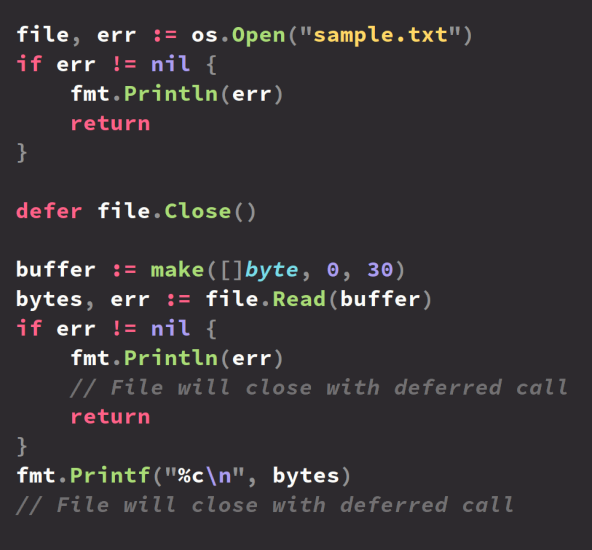 file, err := os.Open("sample.txt")
if err != nil {
    fmt.Println(err)
    return
}

defer file.Close()

buffer := make([]byte, 0, 30)
bytes, err := file.Read(buffer)
if err != nil {
    fmt.Println(err)
    // File will close with deferred call
    return
}
fmt.Printf("%c\n", bytes)
// File will close with deferred call